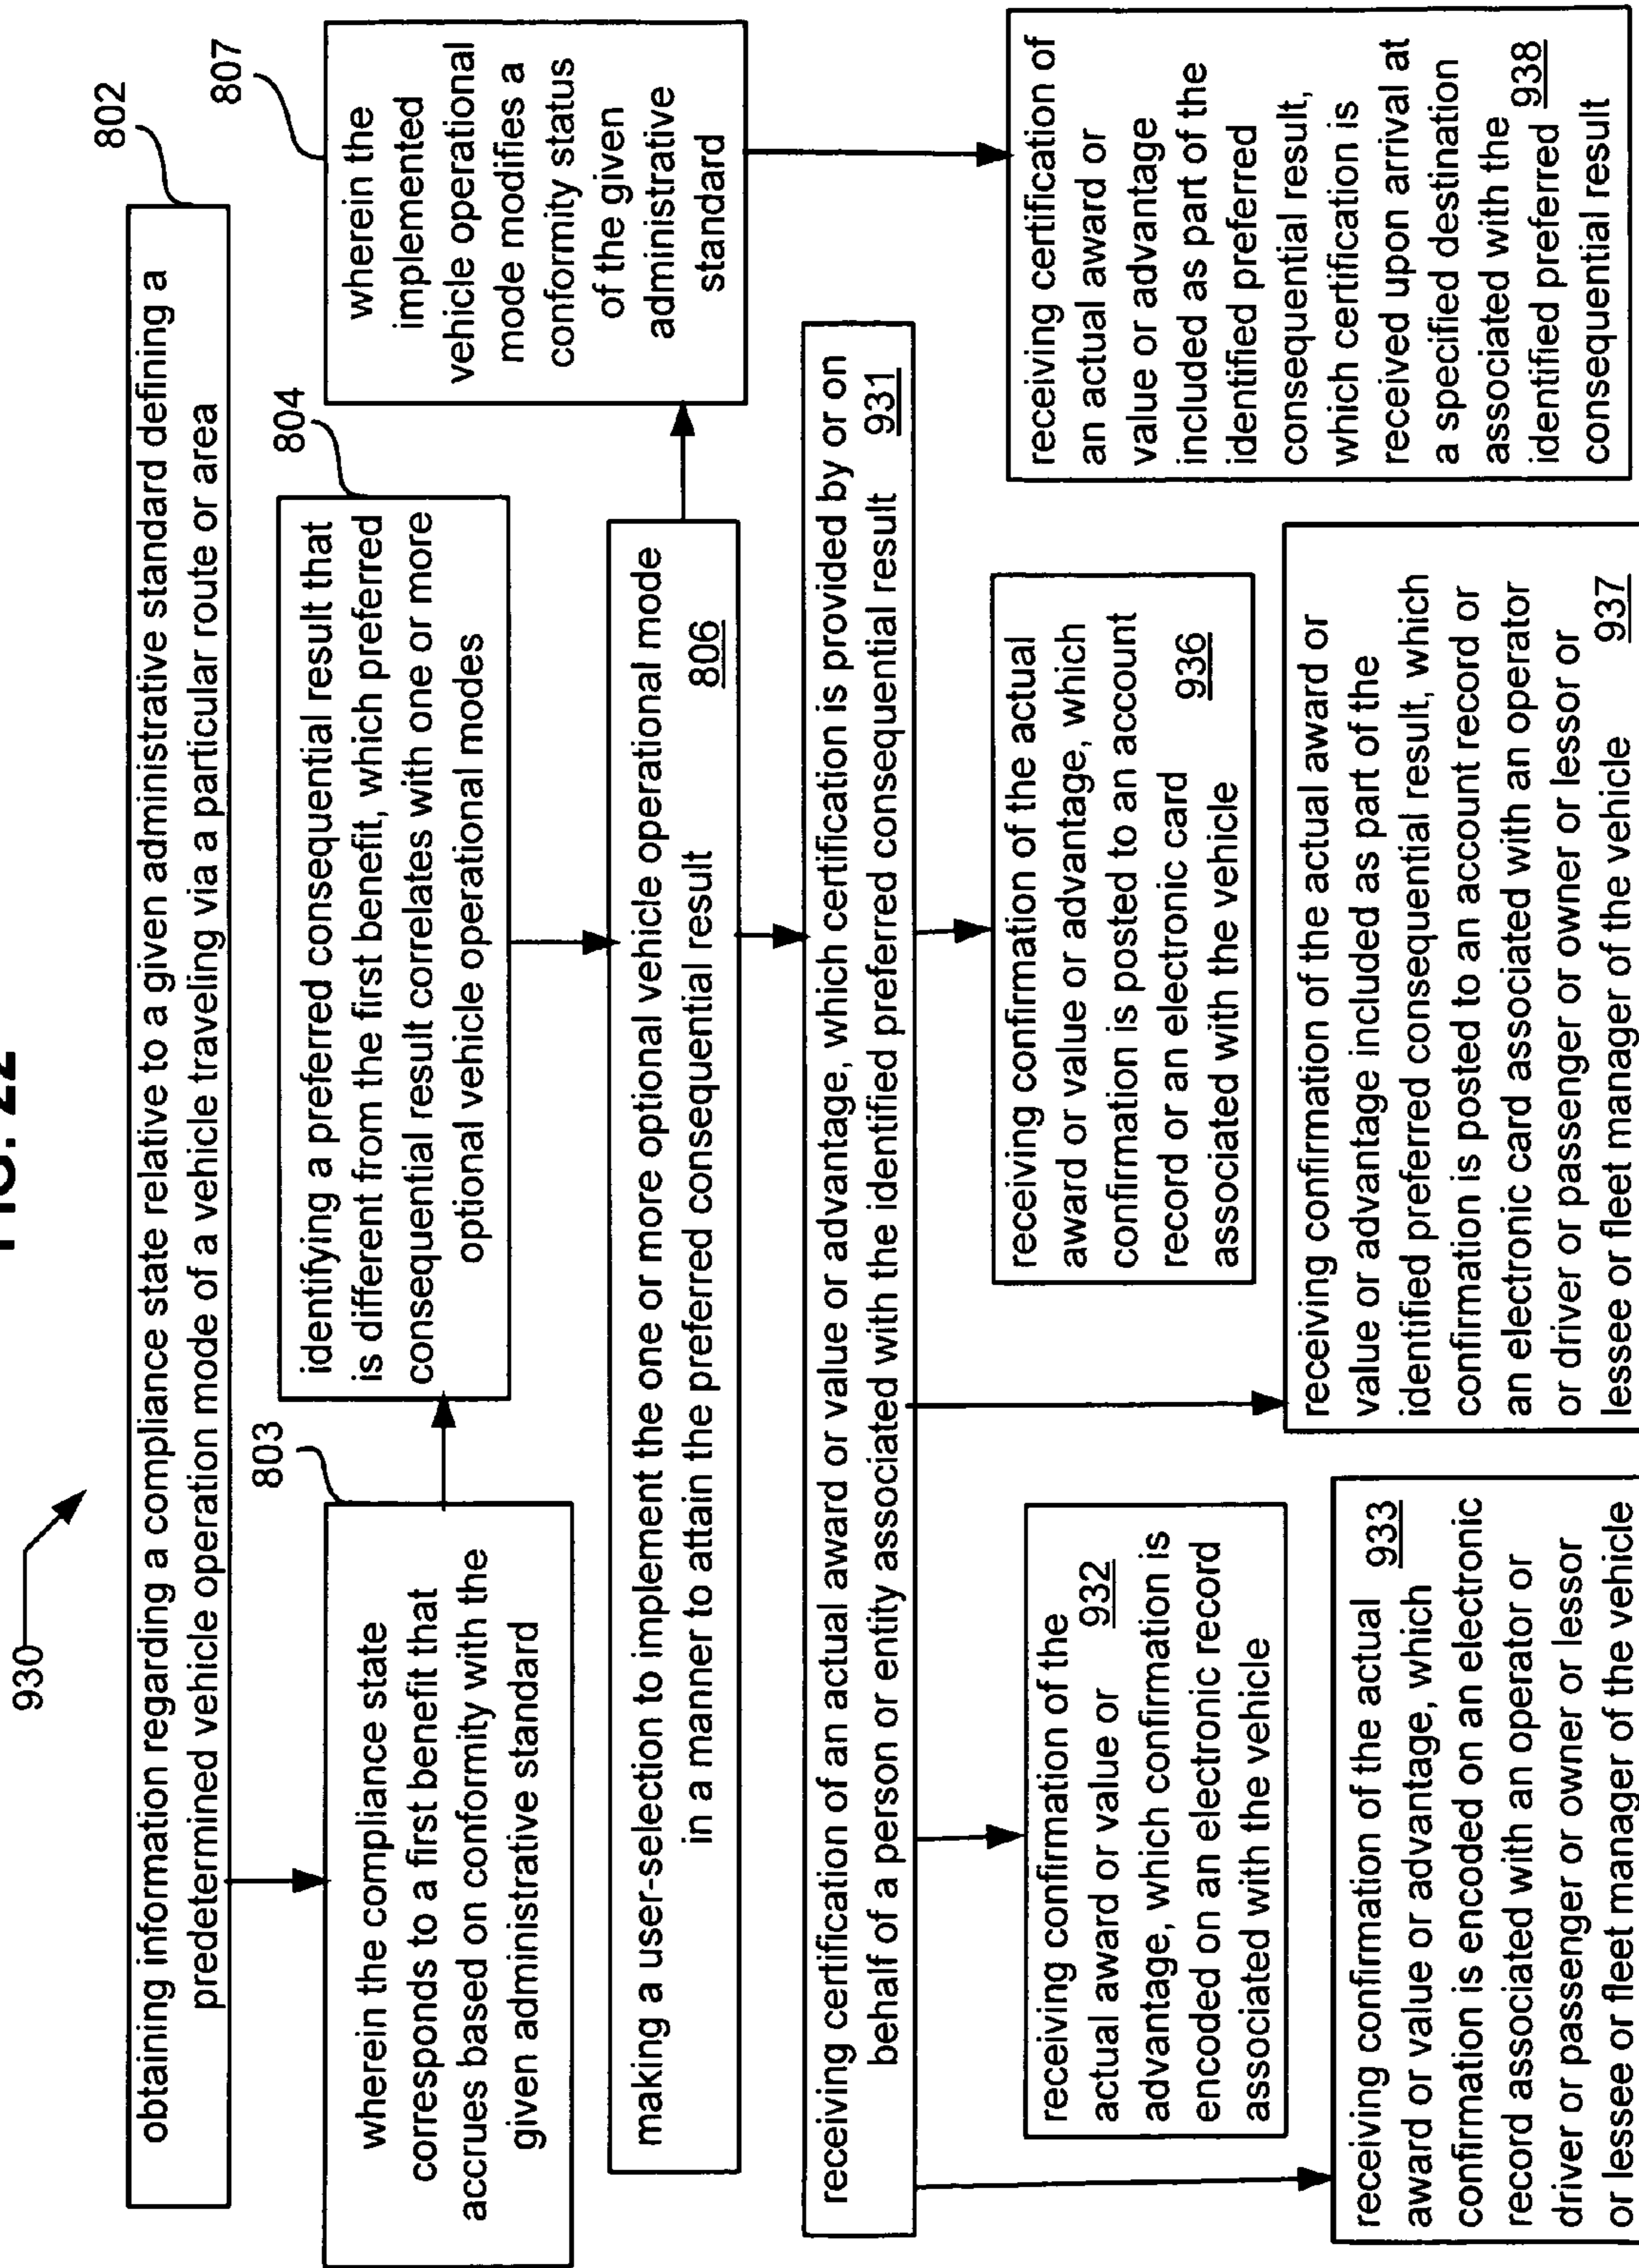 FIG. 22
930
802
obtaining information regarding a compliance state relative to a given administrative standard defining a
predetermined vehicle operation mode of a vehicle traveling via a particular route or area
803
wherein the compliance state
corresponds to a first benefit that
accrues based on conformity with the
given administrative standard
804
identifying a preferred consequential result that
is different from the first benefit, which preferred
consequential result correlates with one or more
optional vehicle operational modes
807
wherein the
implemented
vehicle operational
mode modifies a
conformity status
of the given
administrative
standard
making a user-selection to implement the one or more optional vehicle operational mode
in a manner to attain the preferred consequential result 806
receiving certification of an actual award or value or advantage, which certification is provided by or on
behalf of a person or entity associated with the identified preferred consequential result 931
receiving confirmation of the
actual award or value or 932
advantage, which confirmation is
encoded on an electronic record
associated with the vehicle
receiving confirmation of the actual 933
award or value or advantage, which
confirmation is encoded on an electronic
record associated with an operator or
driver or passenger or owner or lessor
or lessee or fleet manager of the vehicle
receiving confirmation of the actual
award or value or advantage, which
confirmation is posted to an account
record or an electronic card 936
associated with the vehicle
receiving confirmation of the actual award or
value or advantage included as part of the
identified preferred consequential result, which
confirmation is posted to an account record or
an electronic card associated with an operator
or driver or passenger or owner or lessor or
lessee or fleet manager of the vehicle 937
receiving certification of
an actual award or
value or advantage
included as part of the
identified preferred
consequential result,
which certification is
received upon arrival at
a specified destination
associated with the
identified preferred 938
consequential result